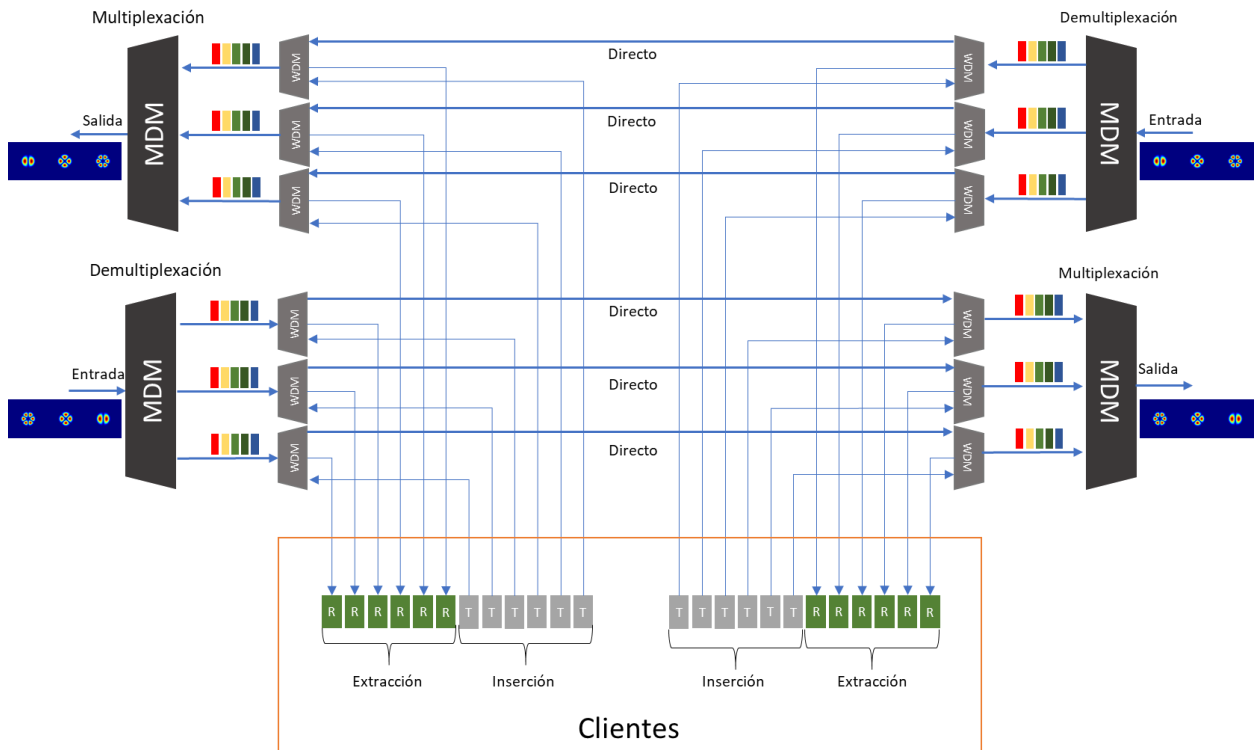 Multiplexación
Demultiplexación
WDM
Directo
WDM
MDM
MDM
Salida
WDM
Directo
WDM
Entrada
WDM
Directo
WDM
Demultiplexación
Multiplexación
WDM
Directo
WDM
MDM
MDM
Entrada
WDM
Directo
WDM
Salida
WDM
Directo
WDM
R R R R R R T T T T T T
T T T T T T R R R R R R
Extracción
Inserción
Inserción
Extracción
Clientes